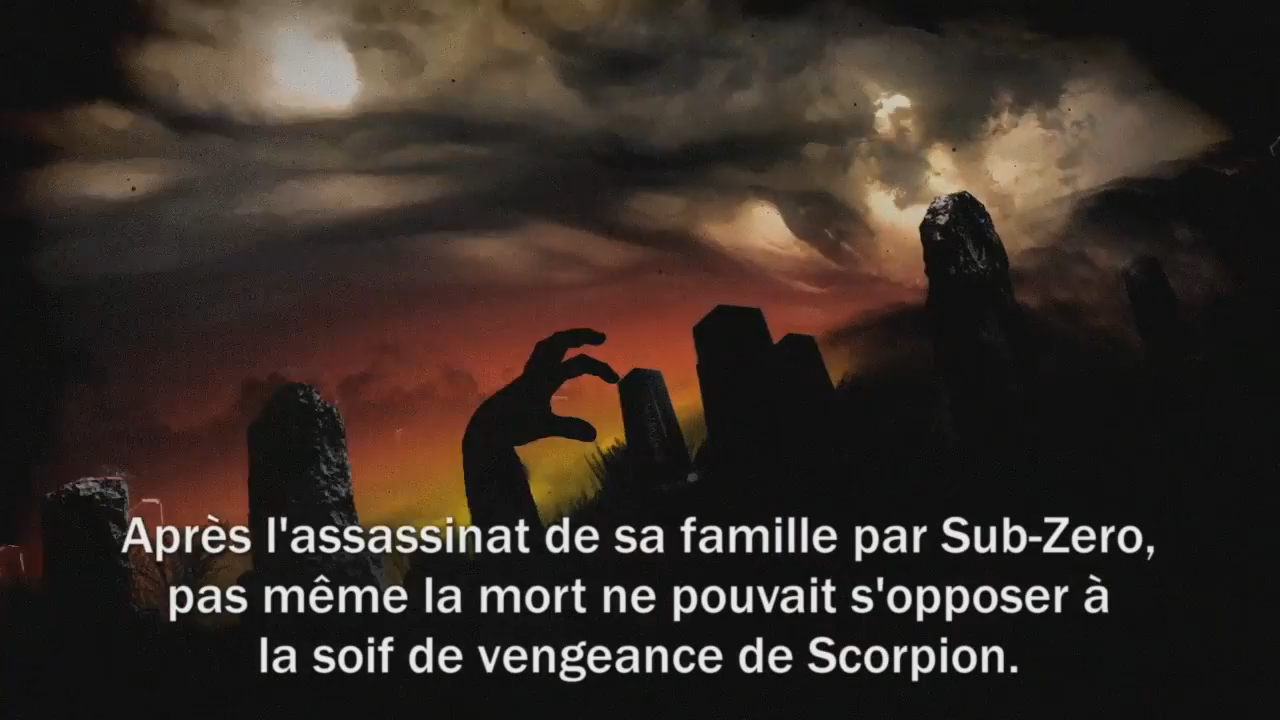 Après l'assassinat de sa famille par Sub-Zero,
pas même la mort ne pouvait s'opposer à
la soif de vengeance de Scorpion.